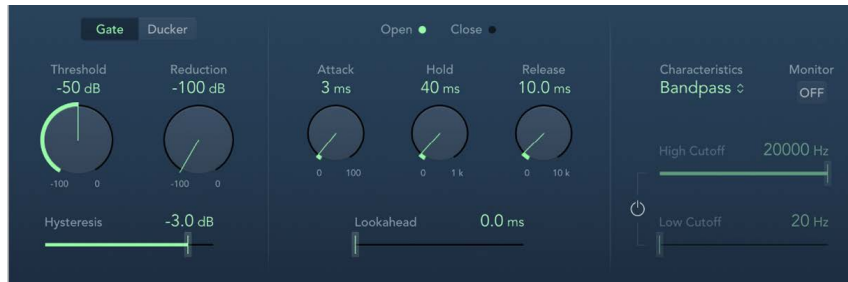 Gate Ducker
Open Close
Threshold Reduction Attack Hold Release Characteristics Monitor
-50 dB -100 dB 3 ms 40 ms 10.0 ms Bandpass OFF
High Cutoff 20000 Hz
-100 0 -100 0 0 100 0 1 k 0 10 k
Hysteresis -3.0 dB Lookahead 0.0 ms Low Cutoff 20 Hz